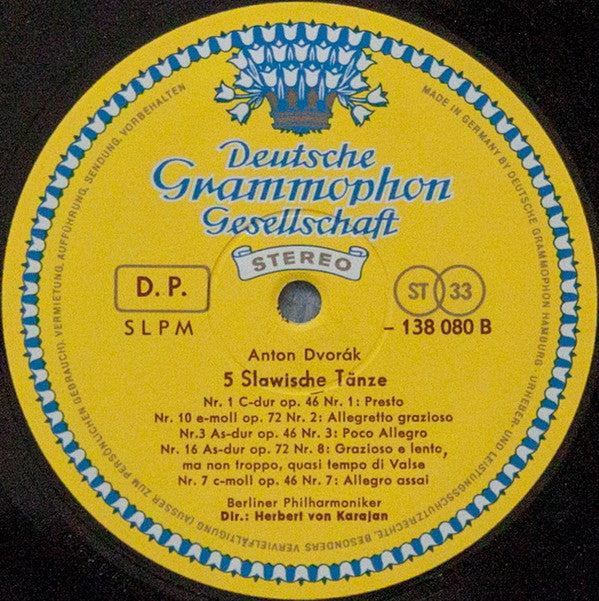 Deutsche
Grammophon
Gesellschaft
STEREO
D. P.
ST 33
SLPM
– 138 080 B
Anton Dvorák
5 Slawische Tänze
Nr. 1 C-dur op. 46 Nr. 1: Presto
Nr. 10 e-moll op. 72 Nr. 2: Allegretto grazioso
Nr.3 As-dur op. 46 Nr. 3: Poco Allegro
Nr. 16 As-dur op. 72 Nr. 8: Grazioso e lento,
ma non troppo, quasi tempo di Valse
Nr. 7 c-moll op. 46 Nr. 7: Allegro assai
Berliner Philharmoniker
Dir.: Herbert von Karajan
MADE IN GERMANY BY DEUTSCHE GRAMMOPHON HAMBURG · URHEBER- UND LEISTUNGSSCHUTZRECHTE, BESONDERS VERVIELFÄLTIGUNG (AUSSER ZUM PERSÖNLICHEN GEBRAUCH), VERMIETUNG, AUFFÜHRUNG, SENDUNG, VORBEHALTEN